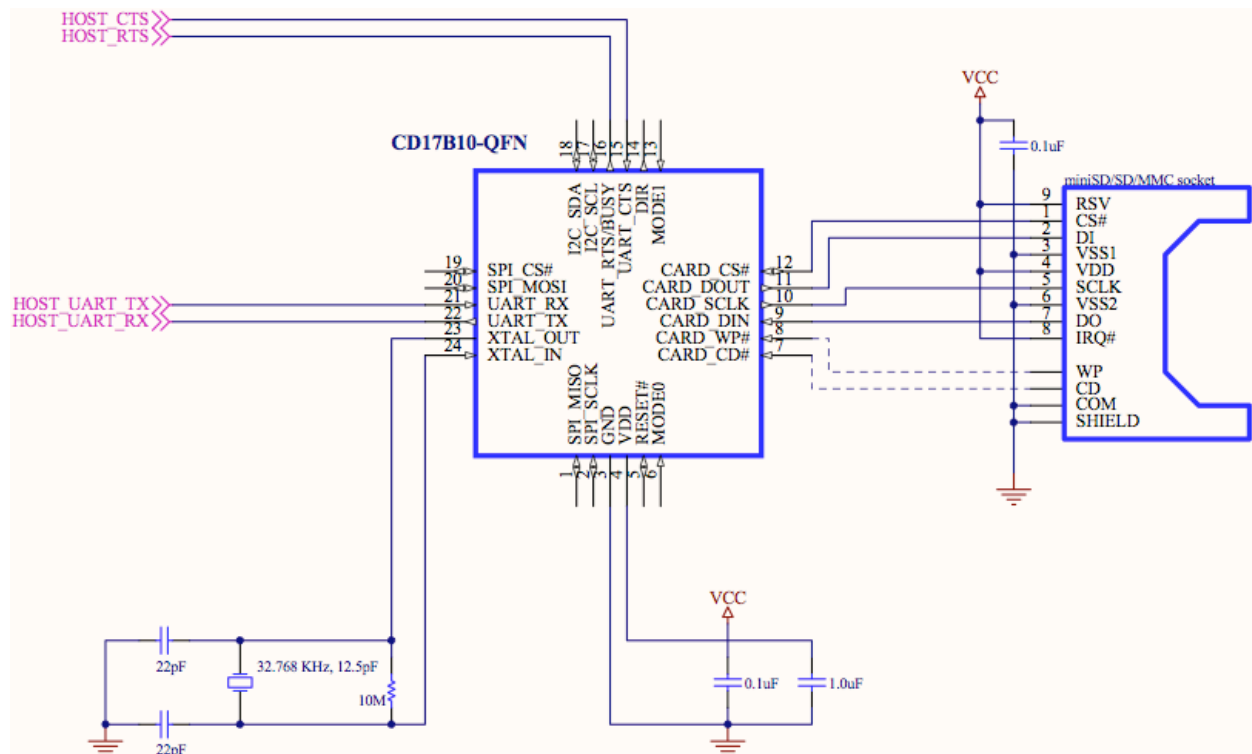 HOST_CTS
HOST_RTS
VCC
CD17B10-QFN
0.1uF
miniSD/SD/MMC socket
18
17
16
15
14
13
I2C_SDA
I2C_SCL
UART_RTS/BUSY
UART_CTS
DIR
MODE1
9 RSV
1 CS#
2 DI
3 VSS1
4 VDD
5 SCLK
6 VSS2
7 DO
8 IRQ#
WP
CD
COM
SHIELD
19 SPI_CS#
20 SPI_MOSI
HOST_UART_TX 21 UART_RX
HOST_UART_RX 22 UART_TX
23 XTAL_OUT
24 XTAL_IN
CARD_CS# 12
CARD_DOUT 11
CARD_SCLK 10
CARD_DIN 9
CARD_WP# 8
CARD_CD# 7
SPI_MISO
SPI_SCLK
GND
VDD
RESET#
MODE0
1
2
3
4
5
6
VCC
22pF
32.768 KHz, 12.5pF
10M
0.1uF
1.0uF
22pF